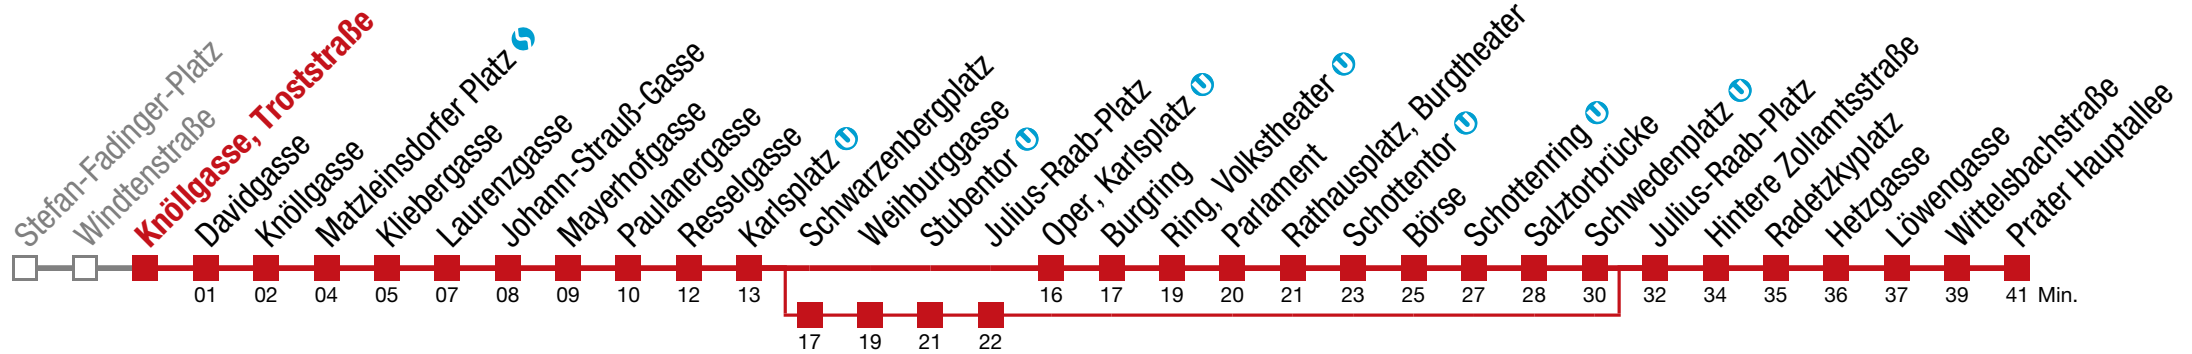 Stefan-Fadinger-Platz
Windtenstraße
Knöllgasse, Troststraße
Davidgasse
Knöllgasse
Matzleinsdorfer Platz
Kliebergasse
Laurenzgasse
Johann-Strauß-Gasse
Mayerhofgasse
Paulanergasse
Resselgasse
Karlsplatz U
Schwarzenbergplatz
Weihburggasse
Stubentor U
Julius-Raab-Platz
Oper, Karlsplatz U
Burgring
Ring, Volkstheater U
Parlament
Rathausplatz, Burgtheater
Schottentor U
Börse
Schottenring U
Salztorbrücke
Schwedenplatz U
Julius-Raab-Platz
Hintere Zollamtsstraße
Radetzkyplatz
Hetzgasse
Löwengasse
Wittelsbachstraße
Prater Hauptallee
01 02 04 05 07 08 09 10 12 13 16 17 19 20 21 23 25 27 28 30 32 34 35 36 37 39 41 Min.
17 19 21 22